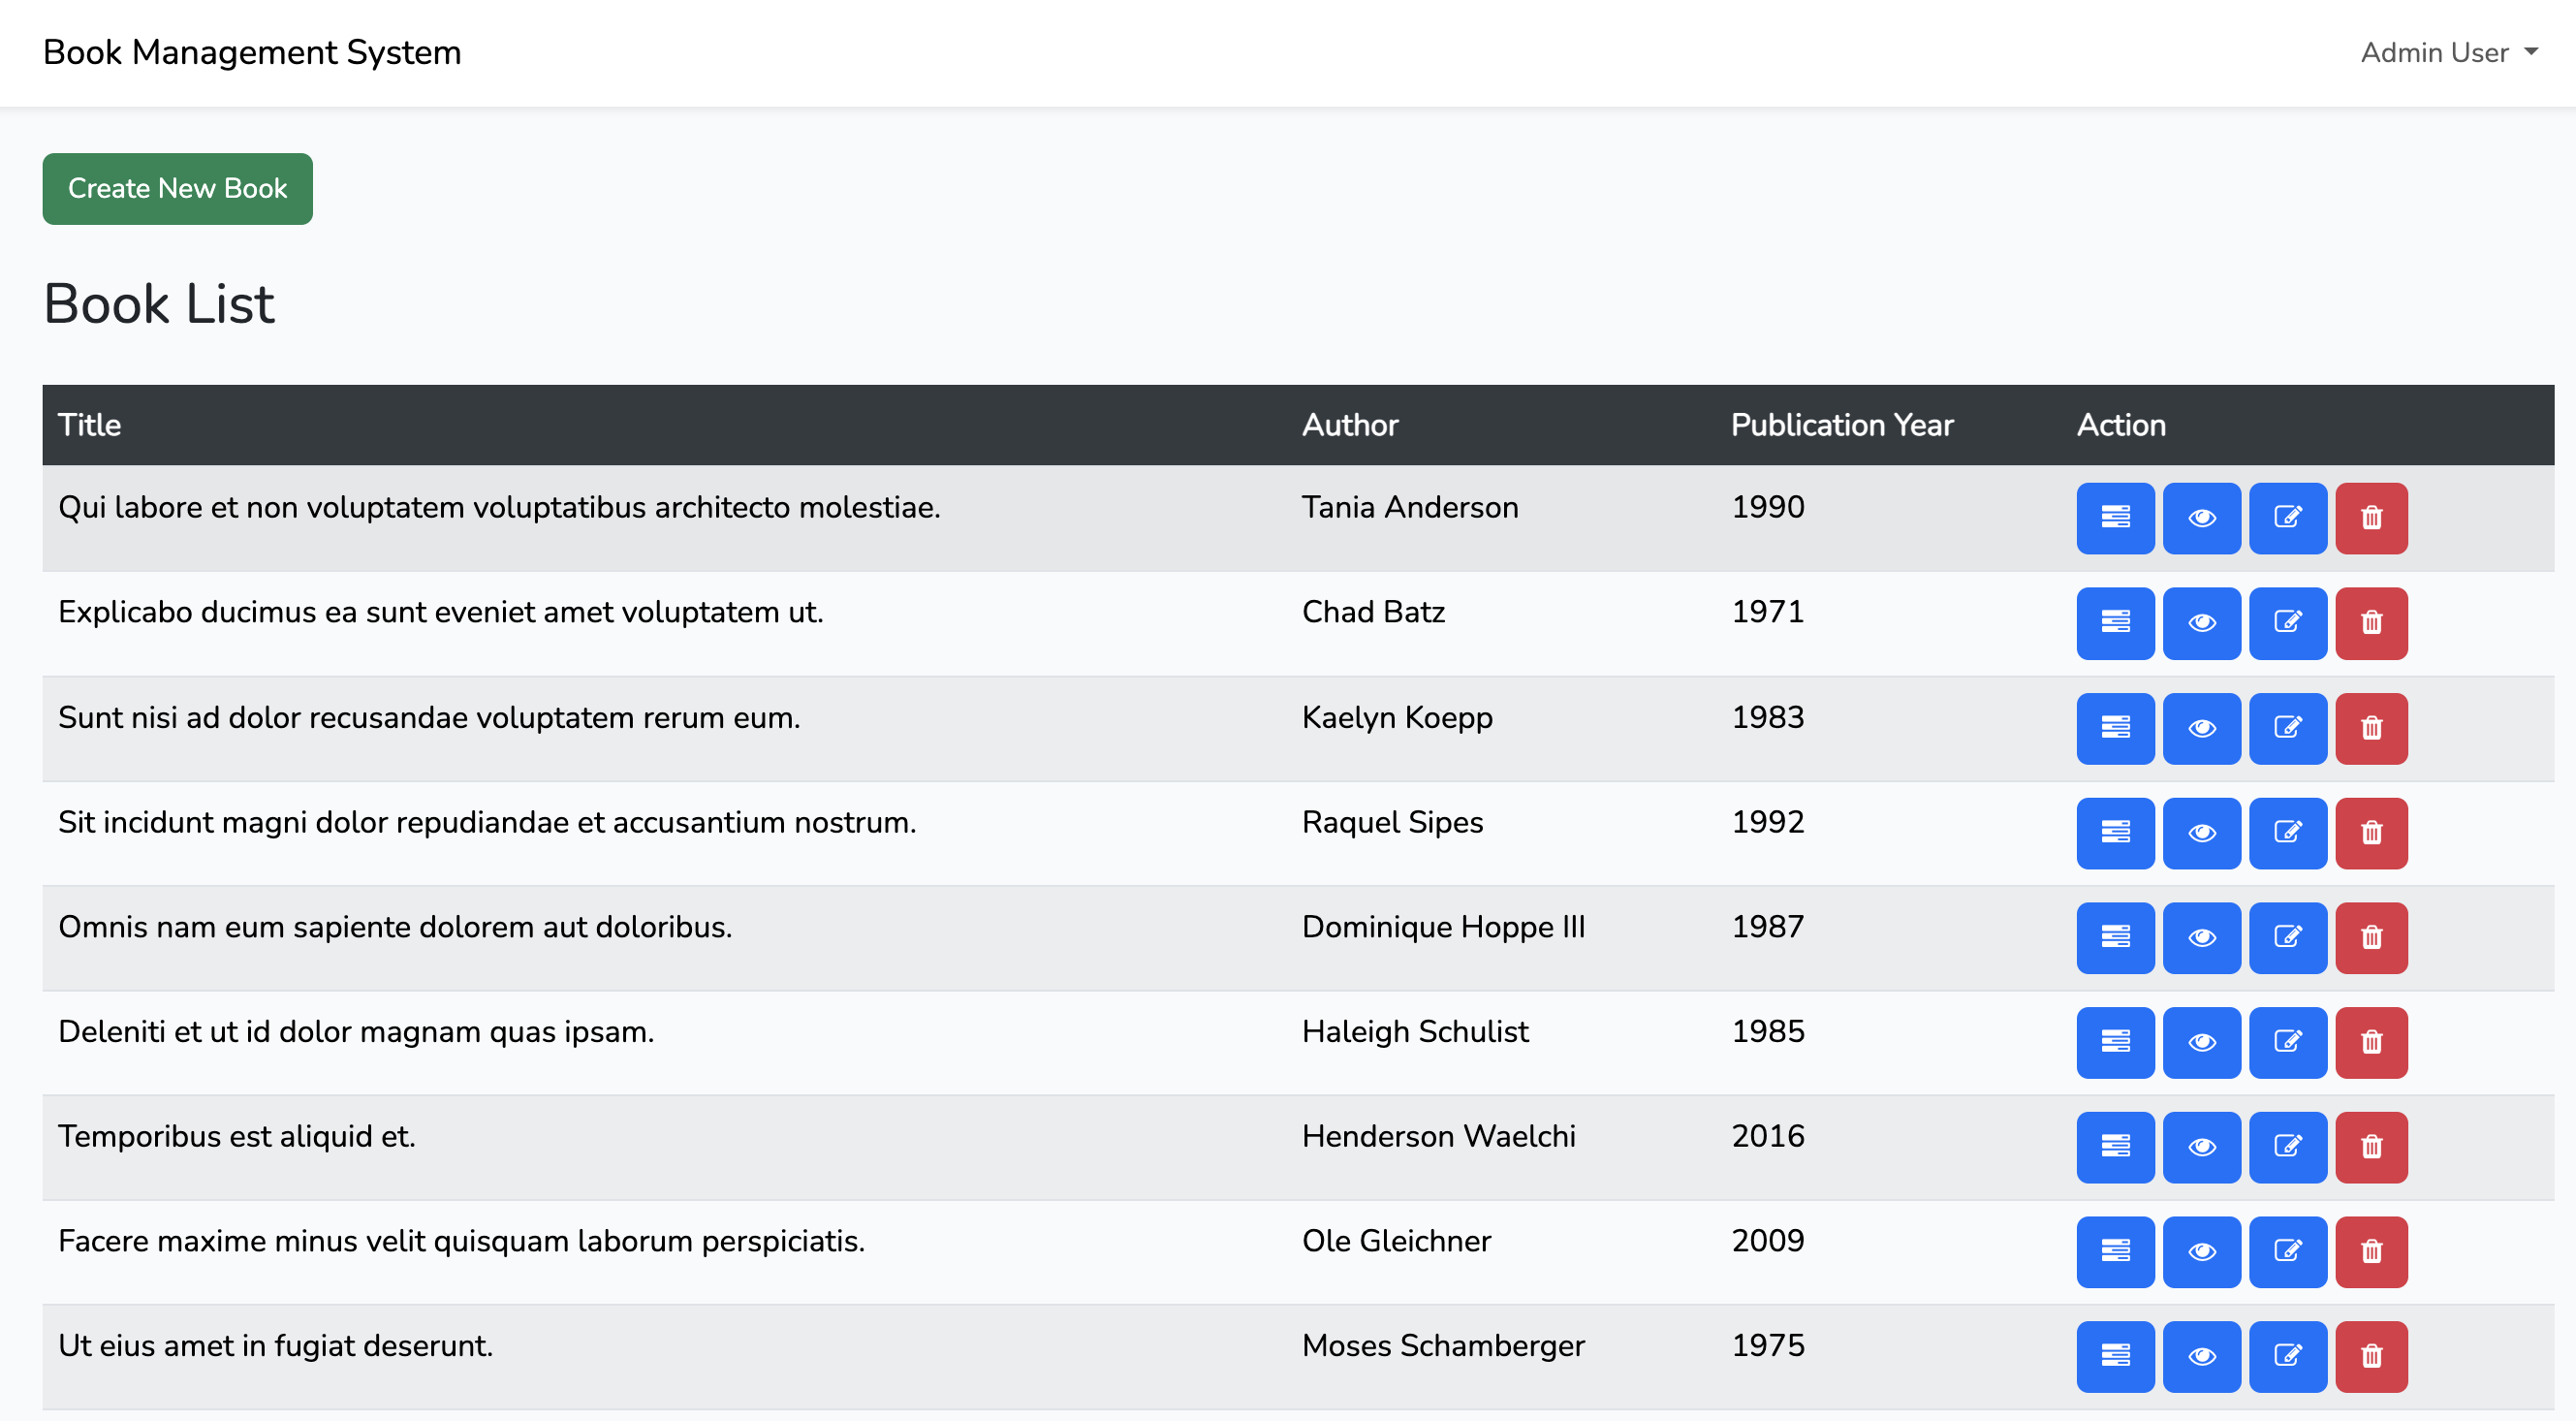 Book Management System
Admin User
Create New Book
Book List
Title Author Publication Year Action
Qui labore et non voluptatem voluptatibus architecto molestiae. Tania Anderson 1990
Explicabo ducimus ea sunt eveniet amet voluptatem ut. Chad Batz 1971
Sunt nisi ad dolor recusandae voluptatem rerum eum. Kaelyn Koepp 1983
Sit incidunt magni dolor repudiandae et accusantium nostrum. Raquel Sipes 1992
Omnis nam eum sapiente dolorem aut doloribus. Dominique Hoppe III 1987
Deleniti et ut id dolor magnam quas ipsam. Haleigh Schulist 1985
Temporibus est aliquid et. Henderson Waelchi 2016
Facere maxime minus velit quisquam laborum perspiciatis. Ole Gleichner 2009
Ut eius amet in fugiat deserunt. Moses Schamberger 1975